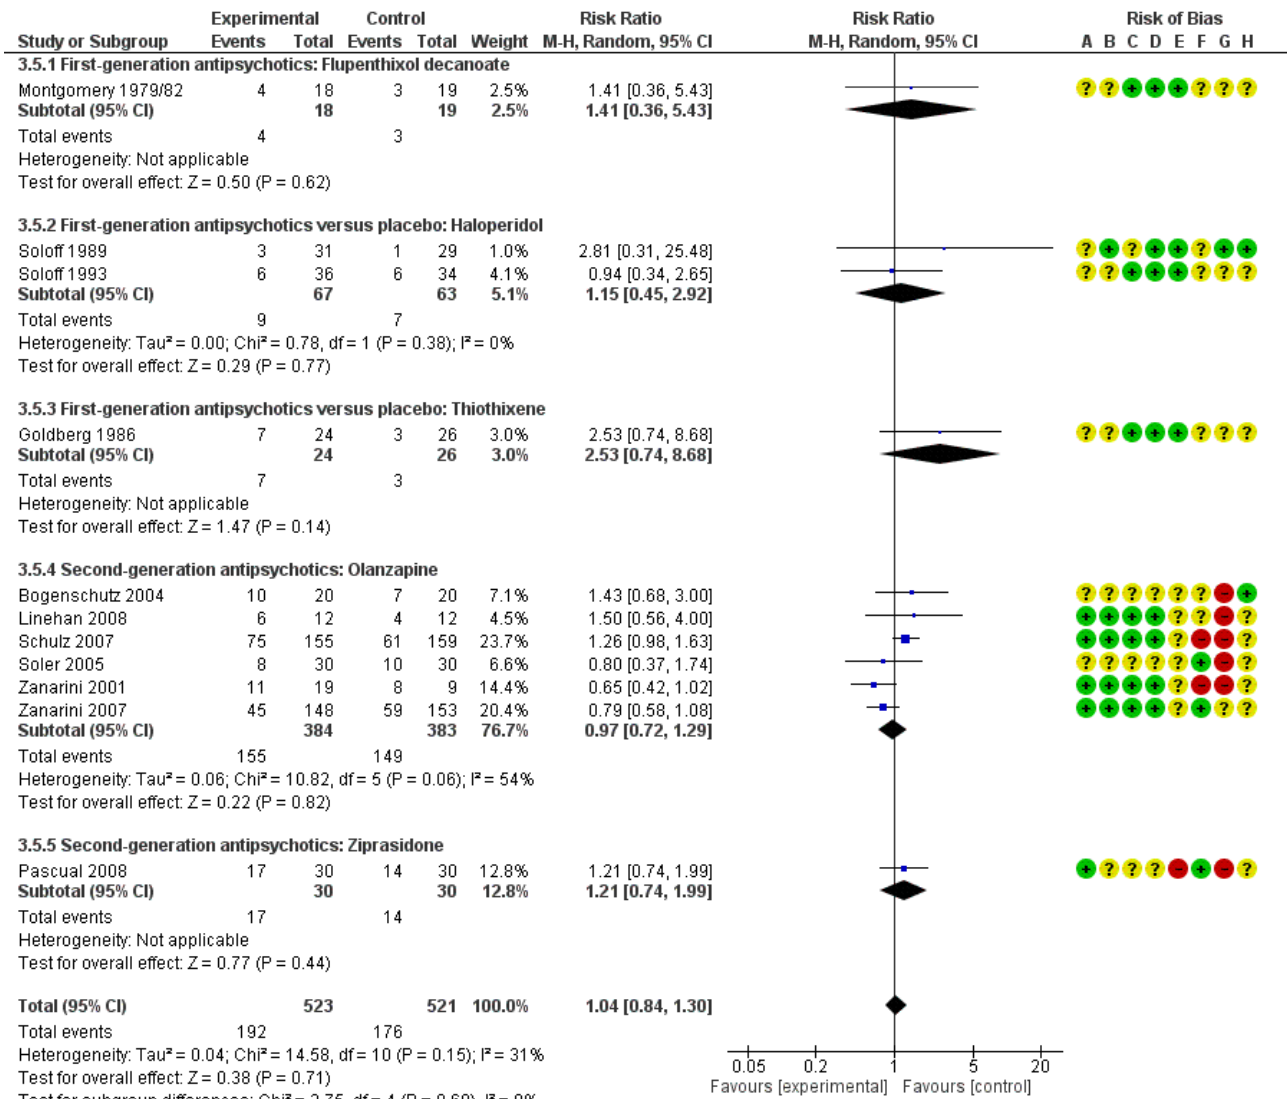 Experimental Control Risk Ratio Risk Ratio Risk of Bias
Study or Subgroup Events Total Events Total Weight M-H, Random, 95% CI M-H, Random, 95% CI A B C D E F G H
3.5.1 First-generation antipsychotics: Flupenthixol decanoate
Montgomery 1979/82 4 18 3 19 2.5% 1.41 [0.36, 5.43] ? ? + + + ? ? ?
Subtotal (95% CI) 18 19 2.5% 1.41 [0.36, 5.43]
Total events 4 3
Heterogeneity: Not applicable
Test for overall effect: Z = 0.50 (P = 0.62)
3.5.2 First-generation antipsychotics versus placebo: Haloperidol
Soloff 1989 3 31 1 29 1.0% 2.81 [0.31, 25.48] ? + ? + + ? + +
Soloff 1993 6 36 6 34 4.1% 0.94 [0.34, 2.65] ? ? + + + ? ? ?
Subtotal (95% CI) 67 63 5.1% 1.15 [0.45, 2.92]
Total events 9 7
Heterogeneity: Tau² = 0.00; Chi² = 0.78, df = 1 (P = 0.38); I² = 0%
Test for overall effect: Z = 0.29 (P = 0.77)
3.5.3 First-generation antipsychotics versus placebo: Thiothixene
Goldberg 1986 7 24 3 26 3.0% 2.53 [0.74, 8.68] ? ? + + + ? ? ?
Subtotal (95% CI) 24 26 3.0% 2.53 [0.74, 8.68]
Total events 7 3
Heterogeneity: Not applicable
Test for overall effect: Z = 1.47 (P = 0.14)
3.5.4 Second-generation antipsychotics: Olanzapine
Bogenschutz 2004 10 20 7 20 7.1% 1.43 [0.68, 3.00] ? ? ? ? ? ? - +
Linehan 2008 6 12 4 12 4.5% 1.50 [0.56, 4.00] + + + + ? ? - ?
Schulz 2007 75 155 61 159 23.7% 1.26 [0.98, 1.63] + + + + ? - - ?
Soler 2005 8 30 10 30 6.6% 0.80 [0.37, 1.74] ? ? ? ? ? + - ?
Zanarini 2001 11 19 8 9 14.4% 0.65 [0.42, 1.02] + + + + ? - - ?
Zanarini 2007 45 148 59 153 20.4% 0.79 [0.58, 1.08] + + + + ? + ? ?
Subtotal (95% CI) 384 383 76.7% 0.97 [0.72, 1.29]
Total events 155 149
Heterogeneity: Tau² = 0.06; Chi² = 10.82, df = 5 (P = 0.06); I² = 54%
Test for overall effect: Z = 0.22 (P = 0.82)
3.5.5 Second-generation antipsychotics: Ziprasidone
Pascual 2008 17 30 14 30 12.8% 1.21 [0.74, 1.99] + ? ? ? - + - ?
Subtotal (95% CI) 30 30 12.8% 1.21 [0.74, 1.99]
Total events 17 14
Heterogeneity: Not applicable
Test for overall effect: Z = 0.77 (P = 0.44)
Total (95% CI) 523 521 100.0% 1.04 [0.84, 1.30]
Total events 192 176
Heterogeneity: Tau² = 0.04; Chi² = 14.58, df = 10 (P = 0.15); I² = 31%
Test for overall effect: Z = 0.38 (P = 0.71)
0.05 0.2 1 5 20
Favours [experimental] Favours [control]
Test for subgroup differences: Chi² = 2.75, df = 4 (P = 0.60), I² = 0%